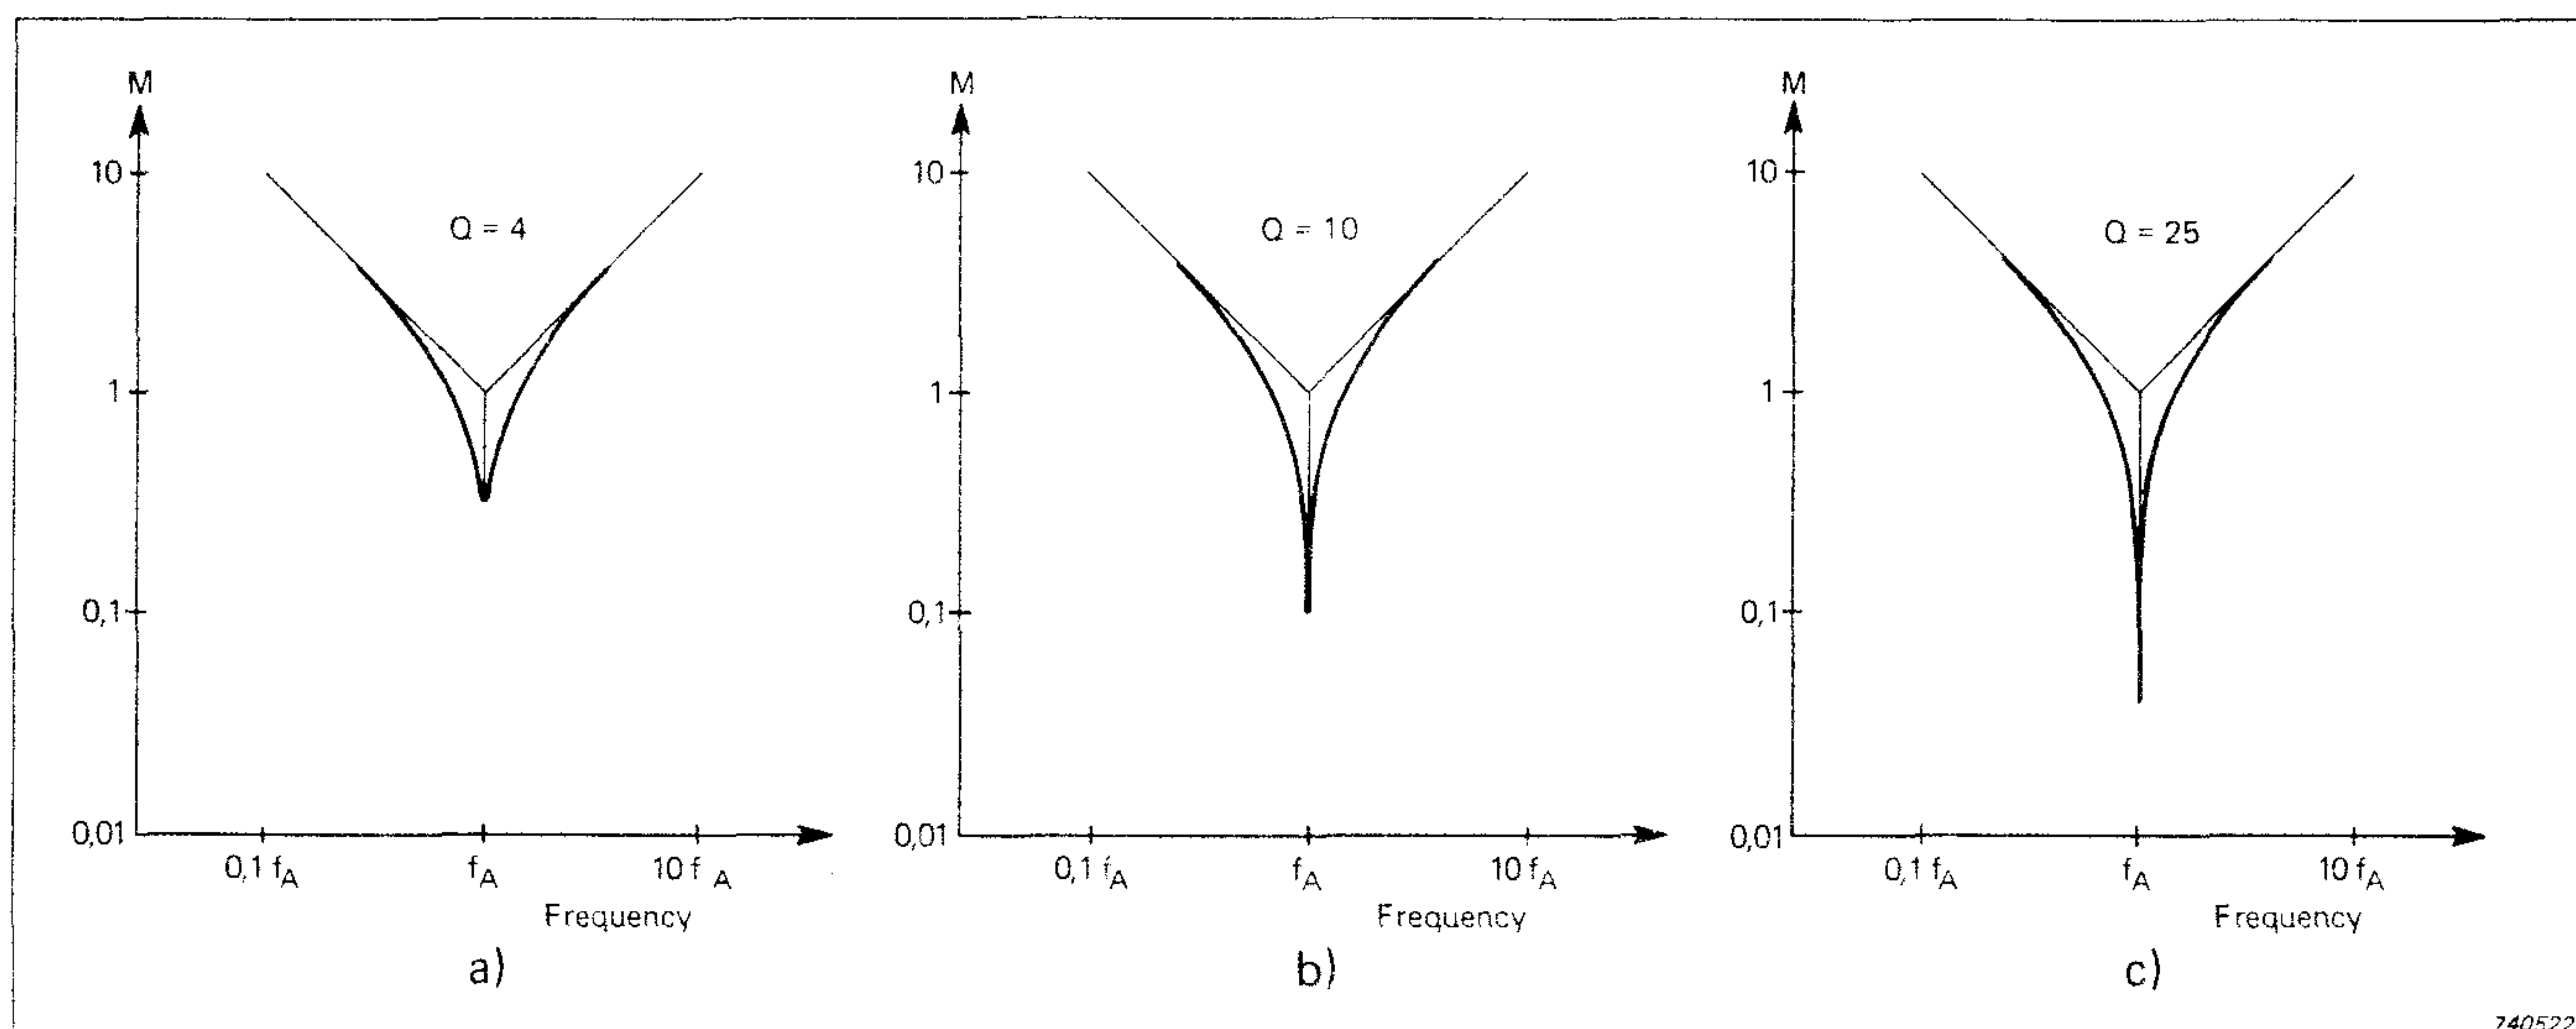 M
10
1
0,1
0,01
Q = 4
0,1 fA
fA
10 fA
Frequency
a)
M
10
1
0,1
0,01
Q = 10
0,1 fA
fA
10 fA
Frequency
b)
M
10
1
0,1
0,01
Q = 25
0,1 fA
fA
10 fA
Frequency
c)
740522